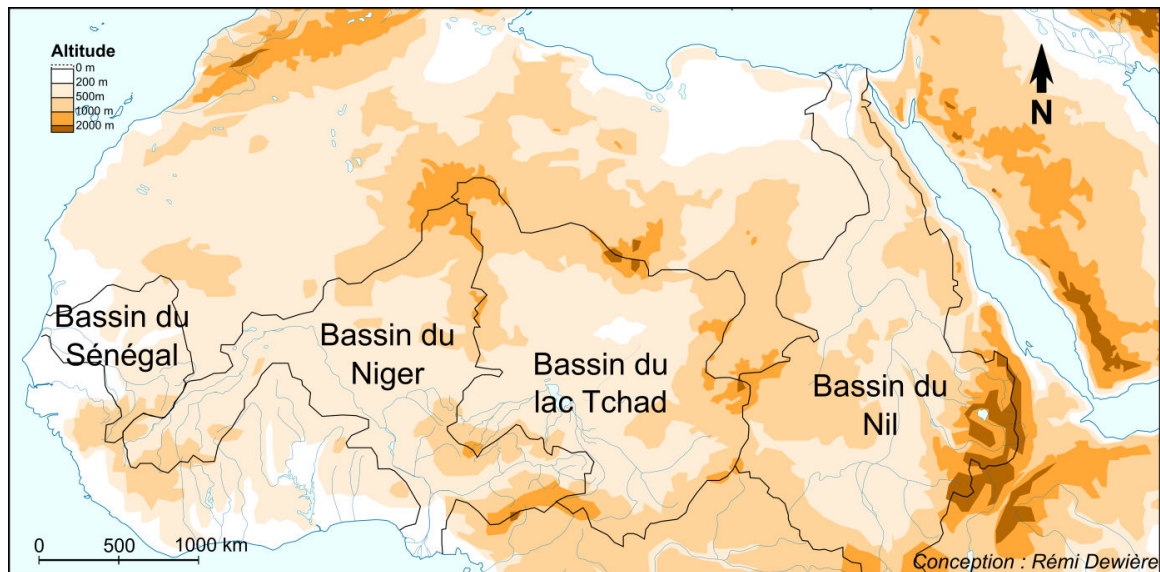 Altitude
0 m
200 m
500m
1000 m
2000 m
N
Bassin du
Sénégal
Bassin du
Niger
Bassin du
lac Tchad
Bassin du
Nil
0 500 1000 km
Conception : Rémi Dewière